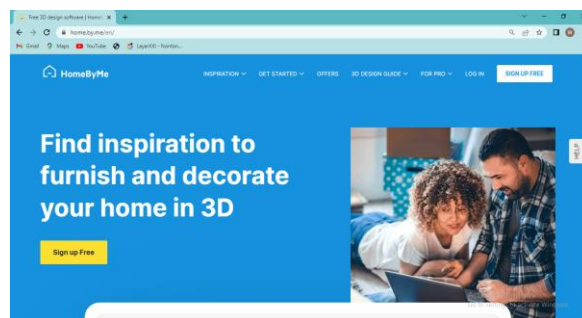 Free 3D design software | Home
home.by.me/en/
Gmail Maps YouTube
HomeByMe
INSPIRATION GET STARTED OFFERS 3D DESIGN GUIDE FOR PRO LOG IN SIGN UP FREE
Find inspiration to
furnish and decorate
your home in 3D
HELP
Sign up Free